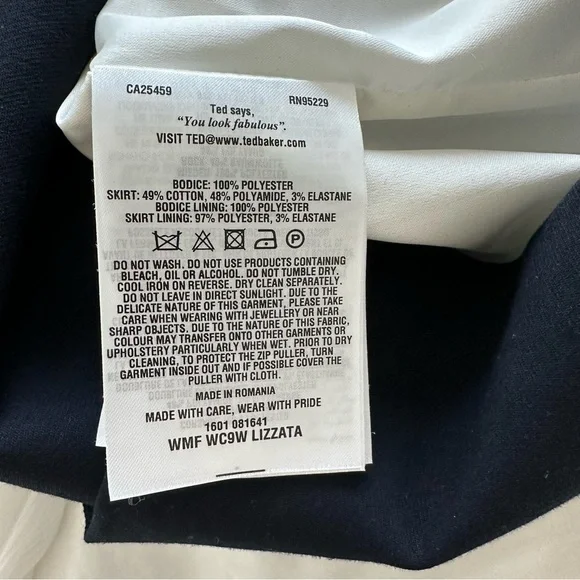 CA25459 RN95229
Ted says,
"You look fabulous".
VISIT TED@www.tedbaker.com
BODICE: 100% POLYESTER
SKIRT: 49% COTTON, 48% POLYAMIDE, 3% ELASTANE
BODICE LINING: 100% POLYESTER
SKIRT LINING: 97% POLYESTER, 3% ELASTANE
P
DO NOT WASH. DO NOT USE PRODUCTS CONTAINING
BLEACH, OIL OR ALCOHOL. DO NOT TUMBLE DRY.
COOL IRON ON REVERSE. DRY CLEAN SEPARATELY.
DO NOT LEAVE IN DIRECT SUNLIGHT. DUE TO THE
DELICATE NATURE OF THIS GARMENT, PLEASE TAKE
CARE WHEN WEARING WITH JEWELLERY OR NEAR
SHARP OBJECTS. DUE TO THE NATURE OF THIS FABRIC,
COLOUR MAY TRANSFER ONTO OTHER GARMENTS OR
UPHOLSTERY PARTICULARLY WHEN WET. PRIOR TO DRY
CLEANING, TO PROTECT THE ZIP PULLER, TURN
GARMENT INSIDE OUT AND IF POSSIBLE COVER THE
PULLER WITH CLOTH.
MADE IN ROMANIA
MADE WITH CARE, WEAR WITH PRIDE
1601 081641
WMF WC9W LIZZATA